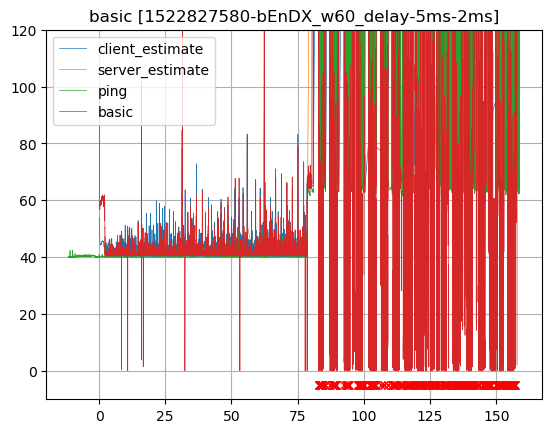 basic [1522827580-bEnDX_w60_delay-5ms-2ms]
client_estimate
server_estimate
ping
basic
120
100
80
60
40
20
0
0
25
50
75
100
125
150